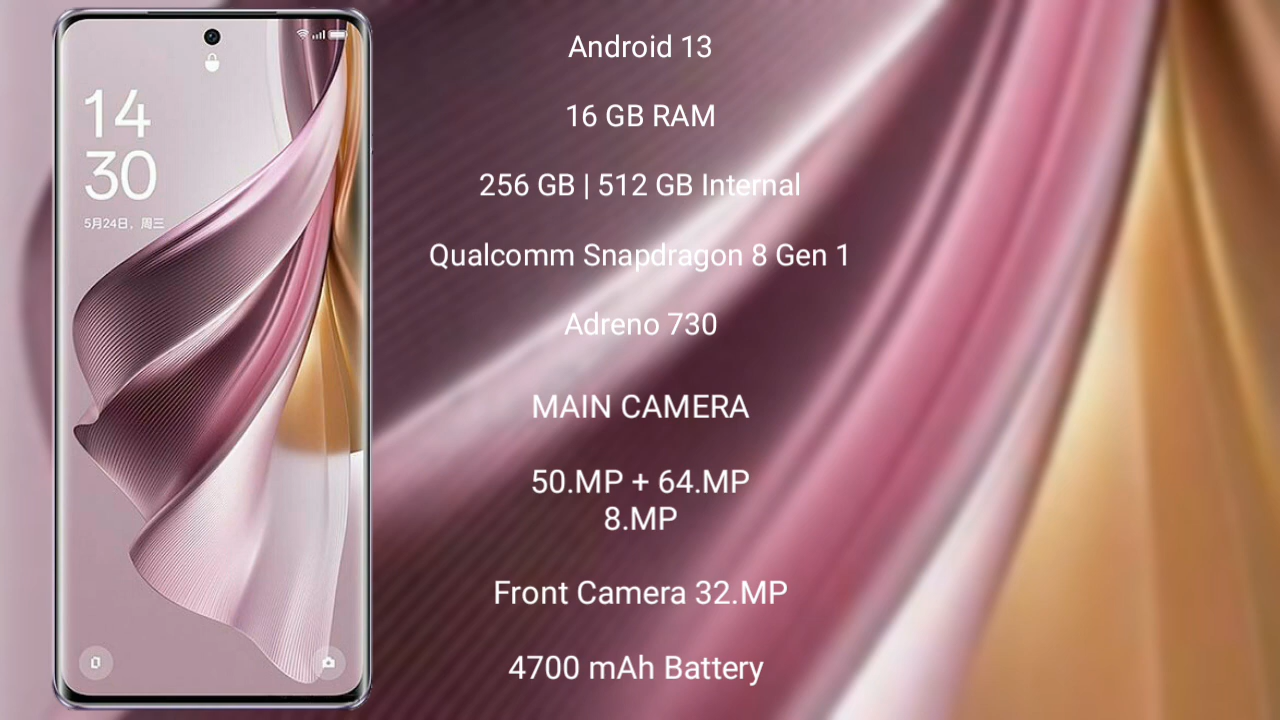 14
30
5月24日，周三
Android 13
16 GB RAM
256 GB | 512 GB Internal
Qualcomm Snapdragon 8 Gen 1
Adreno 730
MAIN CAMERA
50.MP + 64.MP
8.MP
Front Camera 32.MP
4700 mAh Battery